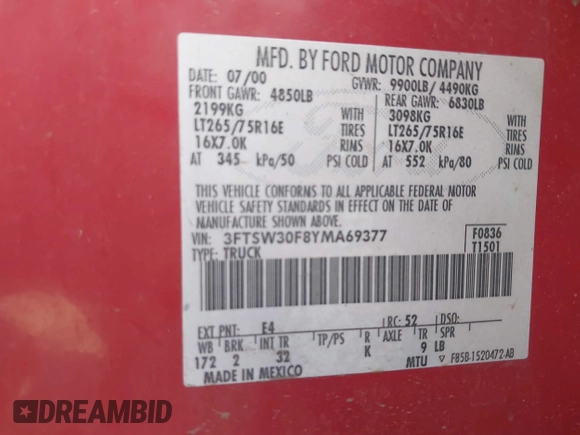 MFD. BY FORD MOTOR COMPANY
DATE: 07/00 GVWR: 9900LB/ 4490KG
FRONT GAWR: 4850LB REAR GAWR: 6830LB
2199KG WITH 3098KG WITH
LT265/75R16E TIRES LT265/75R16E TIRES
16X7.0K RIMS 16X7.0K RIMS
AT 345 kPa/50 PSI COLD AT 552 kPa/80 PSI COLD
THIS VEHICLE CONFORMS TO ALL APPLICABLE FEDERAL MOTOR
VEHICLE SAFETY STANDARDS IN EFFECT ON THE DATE OF
MANUFACTURE SHOWN ABOVE.
VIN: 3FTSW30F8YMA69377 F0836
TYPE: TRUCK T1501
EXT PNT: E4 RC: 52 DSO:
WB BRK INT TR TP/PS R AXLE TR SPR
172 2 32 K 9 LB
MADE IN MEXICO MTU ▽ F85B-1520472-AB
Ford
DREAMBID